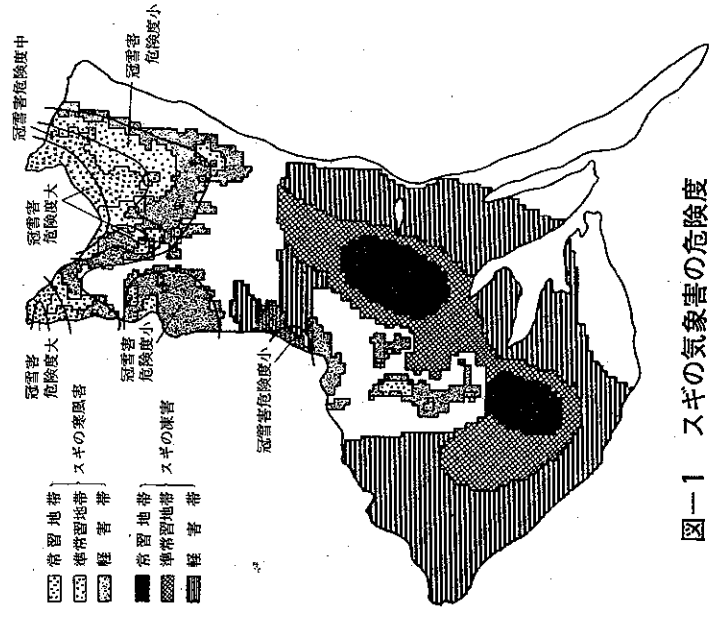 冠雪害危険度中
冠雪害
危険度小
冠雪害
危険度大
冠雪害
危険度大
冠雪害
危険度小
冠雪害危険度小
常習地帯
準常習地帯
軽害帯
スギの寒風害
常習地帯
準常習地帯
軽害帯
スギの凍害
図-1 スギの気象害の危険度